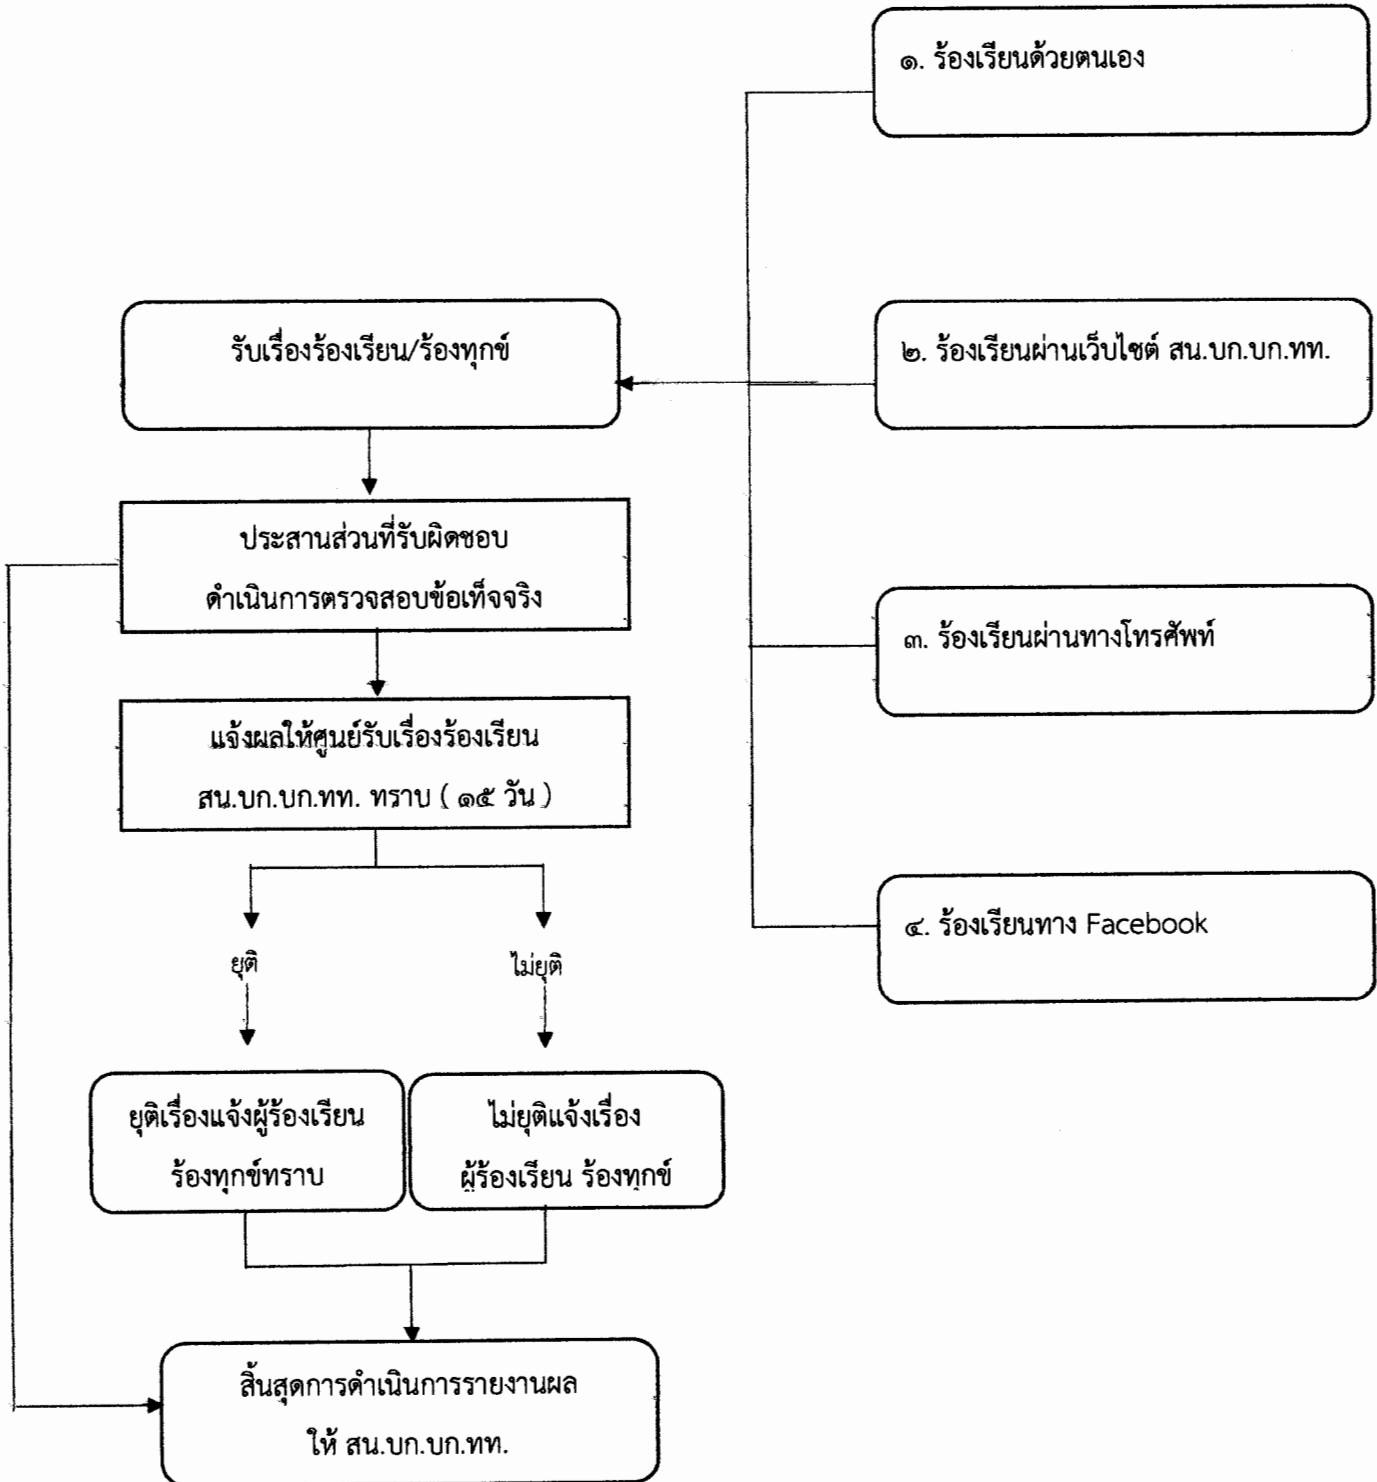 ๑. ร้องเรียนด้วยตนเอง
รับเรื่องร้องเรียน/ร้องทุกข์
๒. ร้องเรียนผ่านเว็บไซต์ สน.บก.บก.ทท.
ประสานส่วนที่รับผิดชอบ
ดำเนินการตรวจสอบข้อเท็จจริง
๓. ร้องเรียนผ่านทางโทรศัพท์
แจ้งผลให้ศูนย์รับเรื่องร้องเรียน
สน.บก.บก.ทท. ทราบ ( ๑๕ วัน )
๔. ร้องเรียนทาง Facebook
ยุติ
ไม่ยุติ
ยุติเรื่องแจ้งผู้ร้องเรียน
ร้องทุกข์ทราบ
ไม่ยุติแจ้งเรื่อง
ผู้ร้องเรียน ร้องทุกข์
สิ้นสุดการดำเนินการรายงานผล
ให้ สน.บก.บก.ทท.